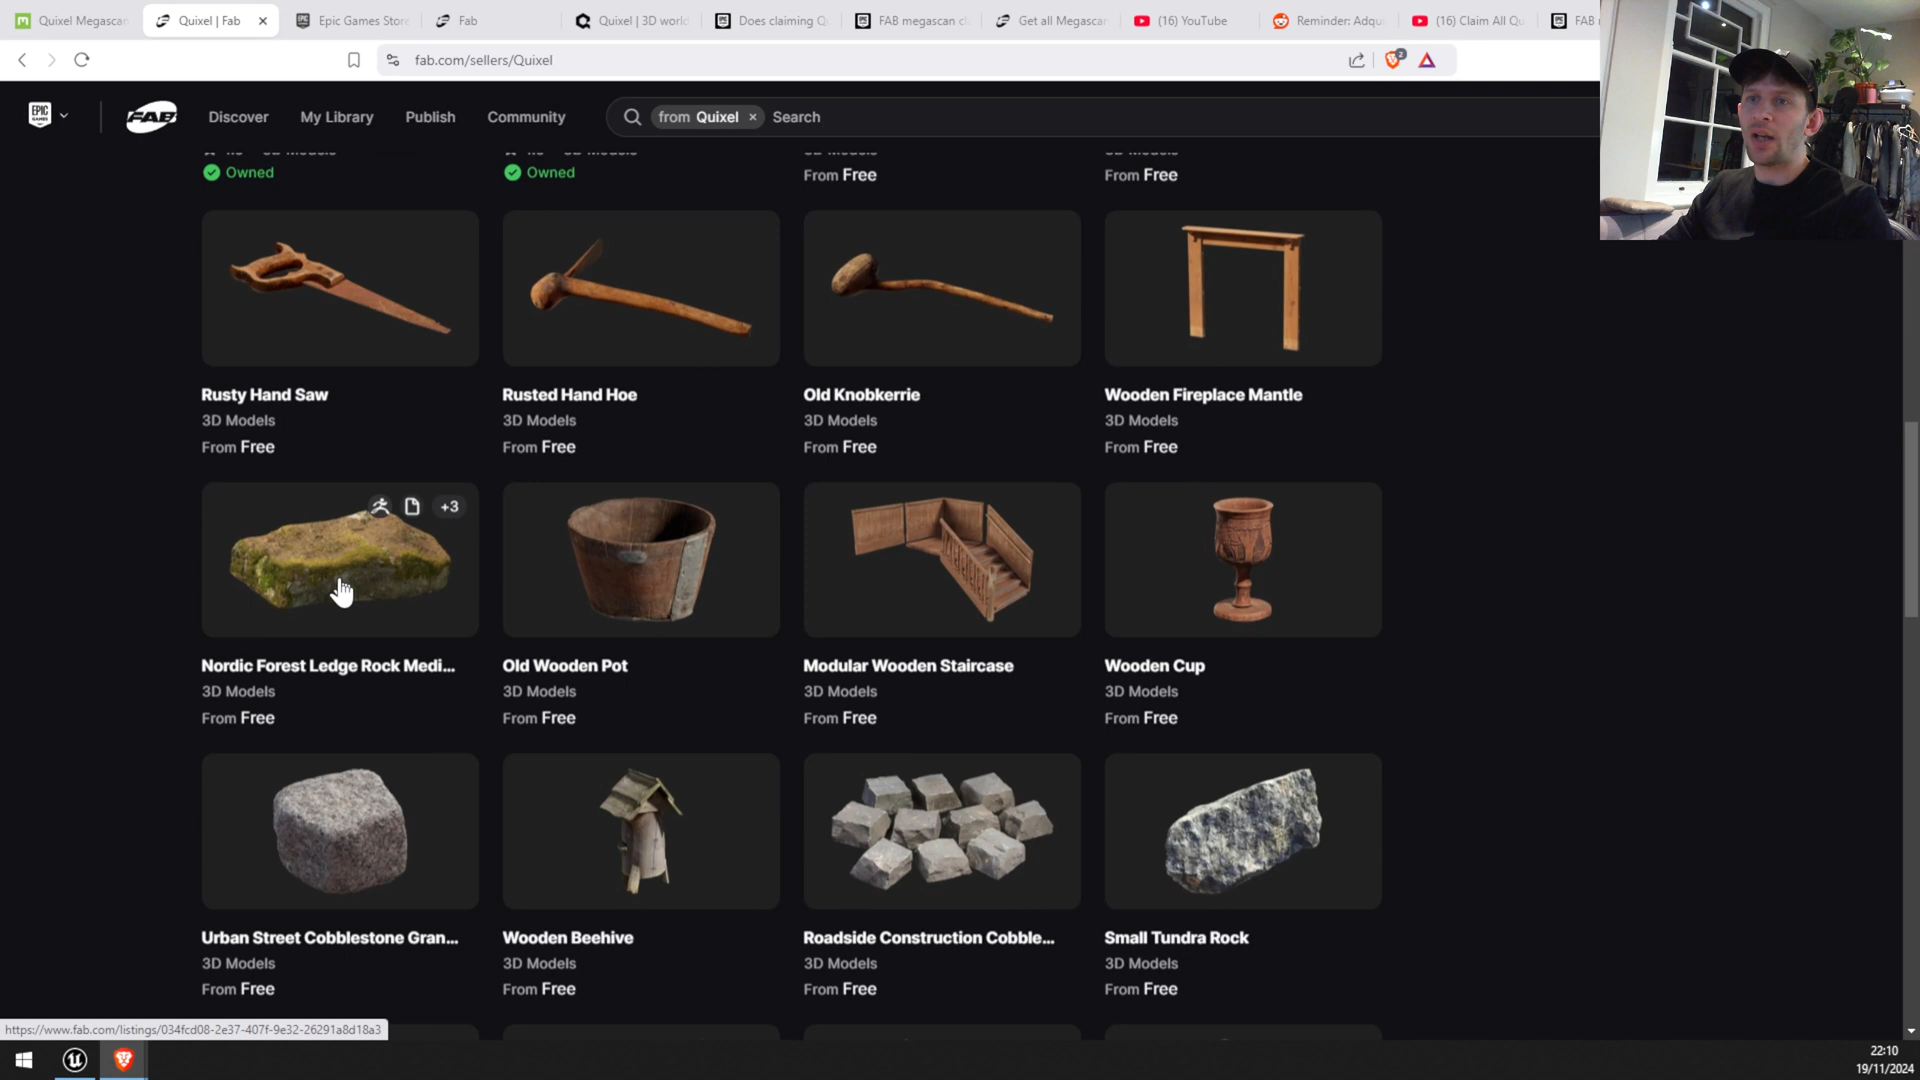 Quixel Megascan
Quixel | Fab
Epic Games Store
Fab
Quixel | 3D world
Does claiming Qu
FAB megascan cl
Get all Megascan
(16) YouTube
Reminder: Adqu
(16) Claim All Qu
FAB
fab.com/sellers/Quixel
2
EPIC GAMES
FAB
Discover
My Library
Publish
Community
from Quixel ×
Search
Owned
Owned
From Free
From Free
Rusty Hand Saw
Rusted Hand Hoe
Old Knobkerrie
Wooden Fireplace Mantle
3D Models
3D Models
3D Models
3D Models
From Free
From Free
From Free
From Free
+3
Nordic Forest Ledge Rock Medi...
Old Wooden Pot
Modular Wooden Staircase
Wooden Cup
3D Models
3D Models
3D Models
3D Models
From Free
From Free
From Free
From Free
Urban Street Cobblestone Gran...
Wooden Beehive
Roadside Construction Cobble...
Small Tundra Rock
3D Models
3D Models
3D Models
3D Models
From Free
From Free
From Free
From Free
https://www.fab.com/listings/034fcd08-2e37-407f-9e32-26291a8d18a3
22:10
19/11/2024